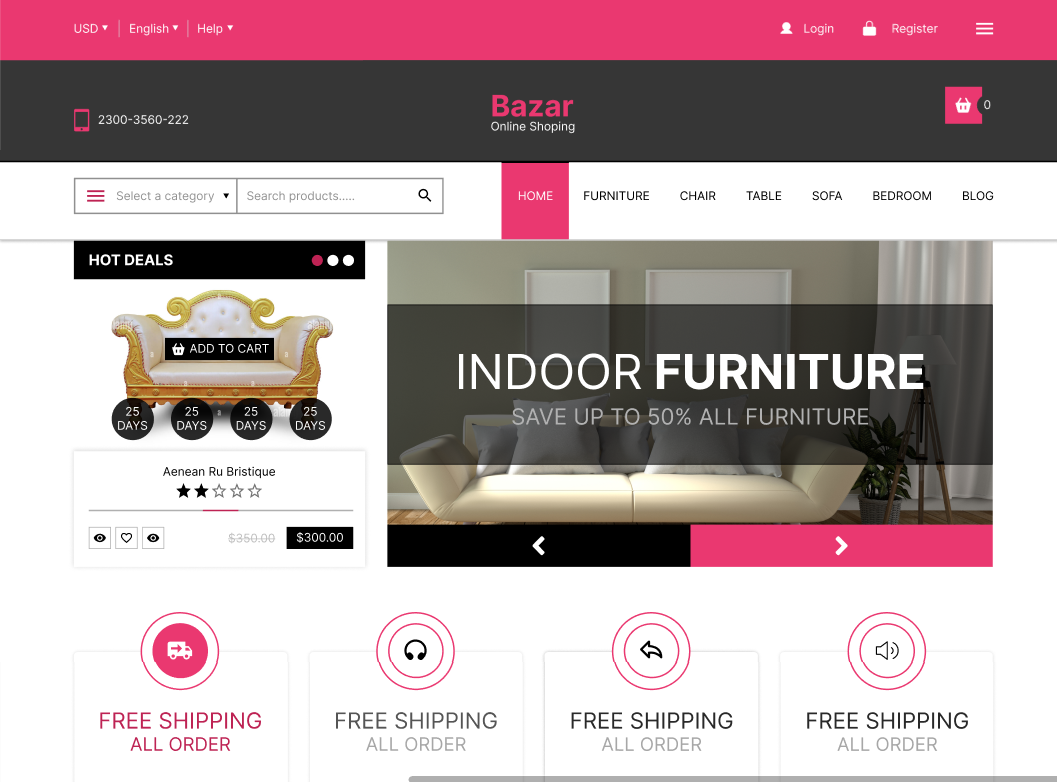 USD English Help Login Register
2300-3560-222
Bazar
Online Shoping
0
Select a category Search products.....
HOME FURNITURE CHAIR TABLE SOFA BEDROOM BLOG
HOT DEALS
ADD TO CART
25 DAYS
25 DAYS
25 DAYS
25 DAYS
Aenean Ru Bristique
$350.00 $300.00
INDOOR FURNITURE
SAVE UP TO 50% ALL FURNITURE
FREE SHIPPING
ALL ORDER
FREE SHIPPING
ALL ORDER
FREE SHIPPING
ALL ORDER
FREE SHIPPING
ALL ORDER